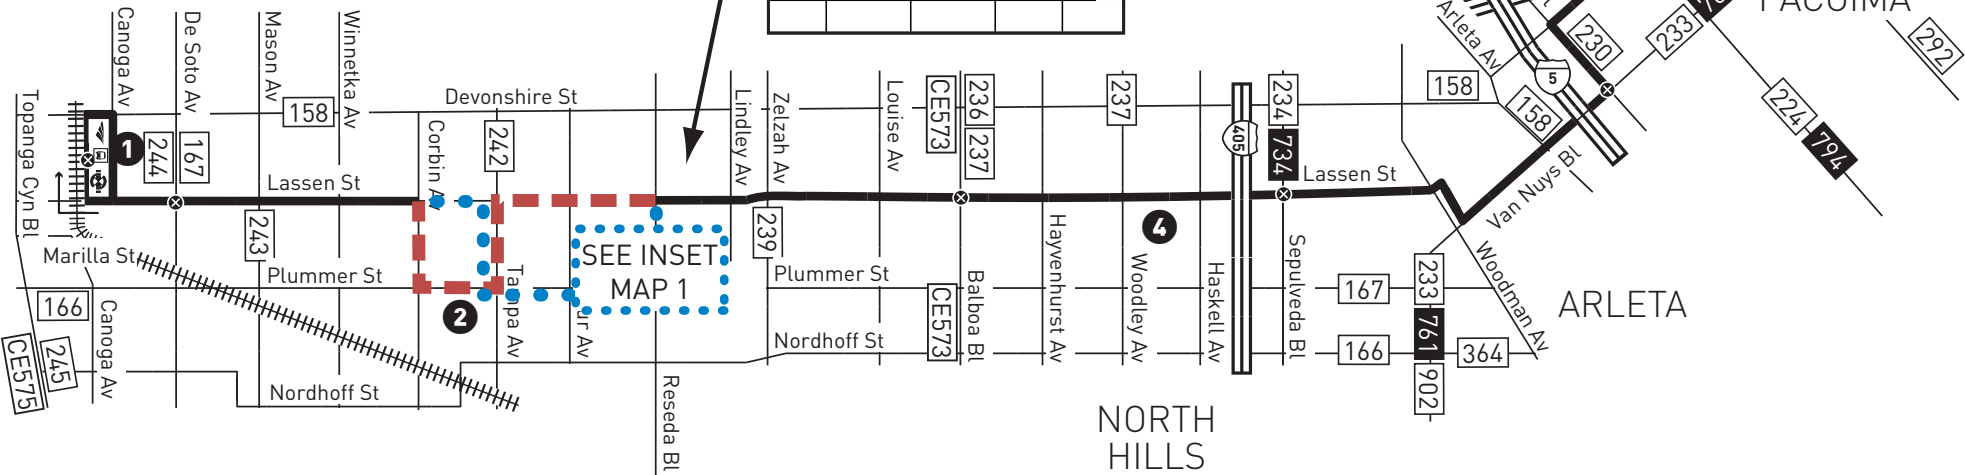 PACOIMA
292
233
230
5
Arleta Av
224
794
158
158
Canoga Av
De Soto Av
Mason Av
Winnetka Av
158
Devonshire St
Topanga Cyn Bl
1
244
167
Lassen St
Corbin Av
242
Lindley Av
Zelzah Av
Louise Av
CE573
236
237
237
405
234
734
Lassen St
Van Nuys Bl
243
239
4
Marilla St
Plummer St
2
Tampa Av
SEE INSET
MAP 1
ur Av
Plummer St
CE573
Balboa Bl
Hayvenhurst Av
Woodley Av
Haskell Av
Sepulveda Bl
167
233
761
902
Woodman Av
ARLETA
166
Canoga Av
245
CE575
Nordhoff St
Nordhoff St
166
364
Reseda Bl
NORTH
HILLS